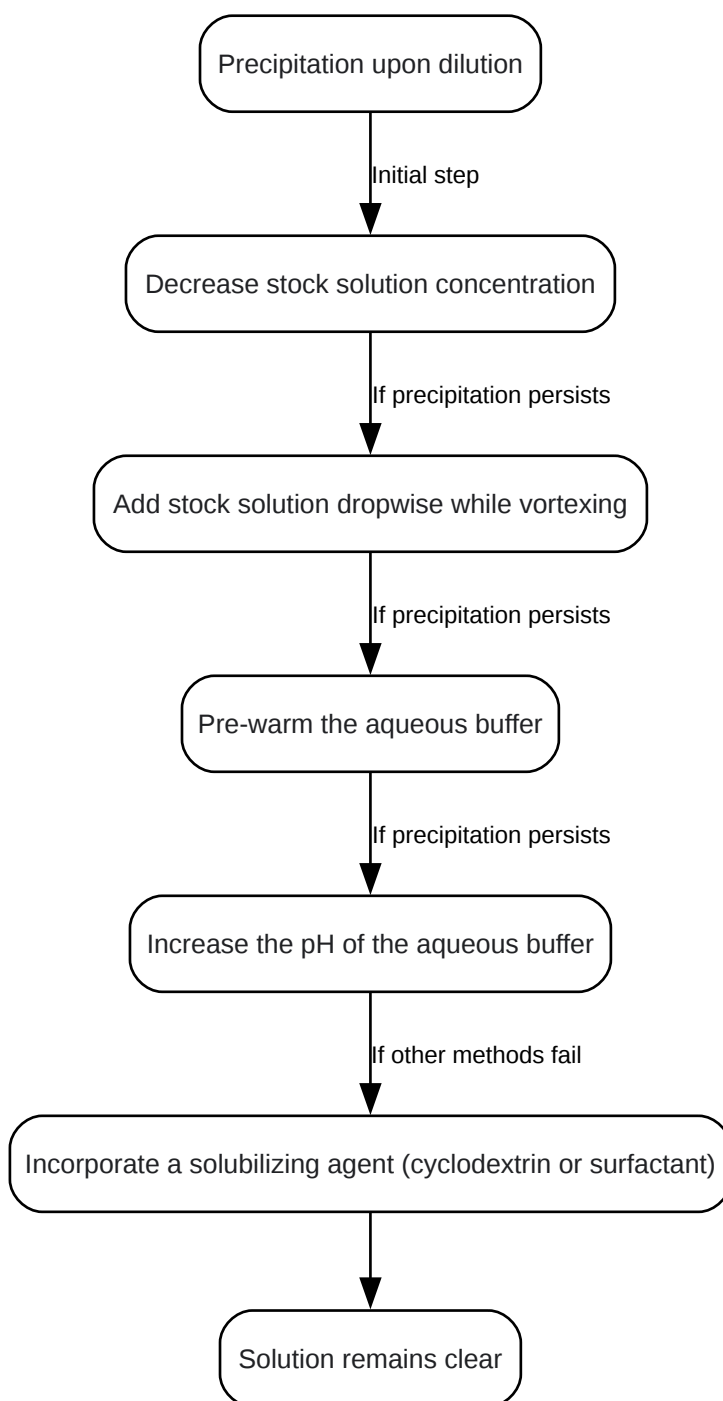 Precipitation upon dilution
Initial step
Decrease stock solution concentration
If precipitation persists
Add stock solution dropwise while vortexing
If precipitation persists
Pre-warm the aqueous buffer
If precipitation persists
Increase the pH of the aqueous buffer
If other methods fail
Incorporate a solubilizing agent (cyclodextrin or surfactant)
Solution remains clear